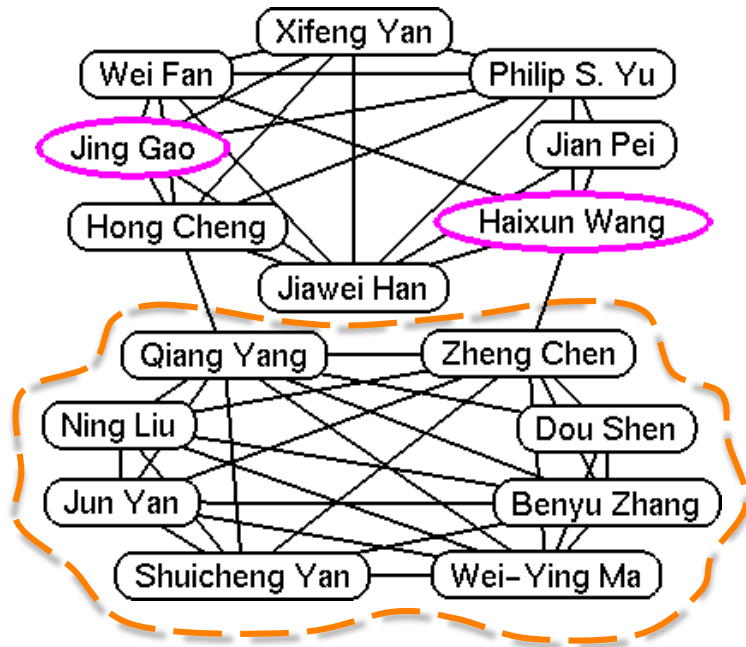 Xifeng Yan
Wei Fan
Philip S. Yu
Jing Gao
Jian Pei
Hong Cheng
Haixun Wang
Jiawei Han
Qiang Yang
Zheng Chen
Ning Liu
Dou Shen
Jun Yan
Benyu Zhang
Shuicheng Yan
Wei-Ying Ma